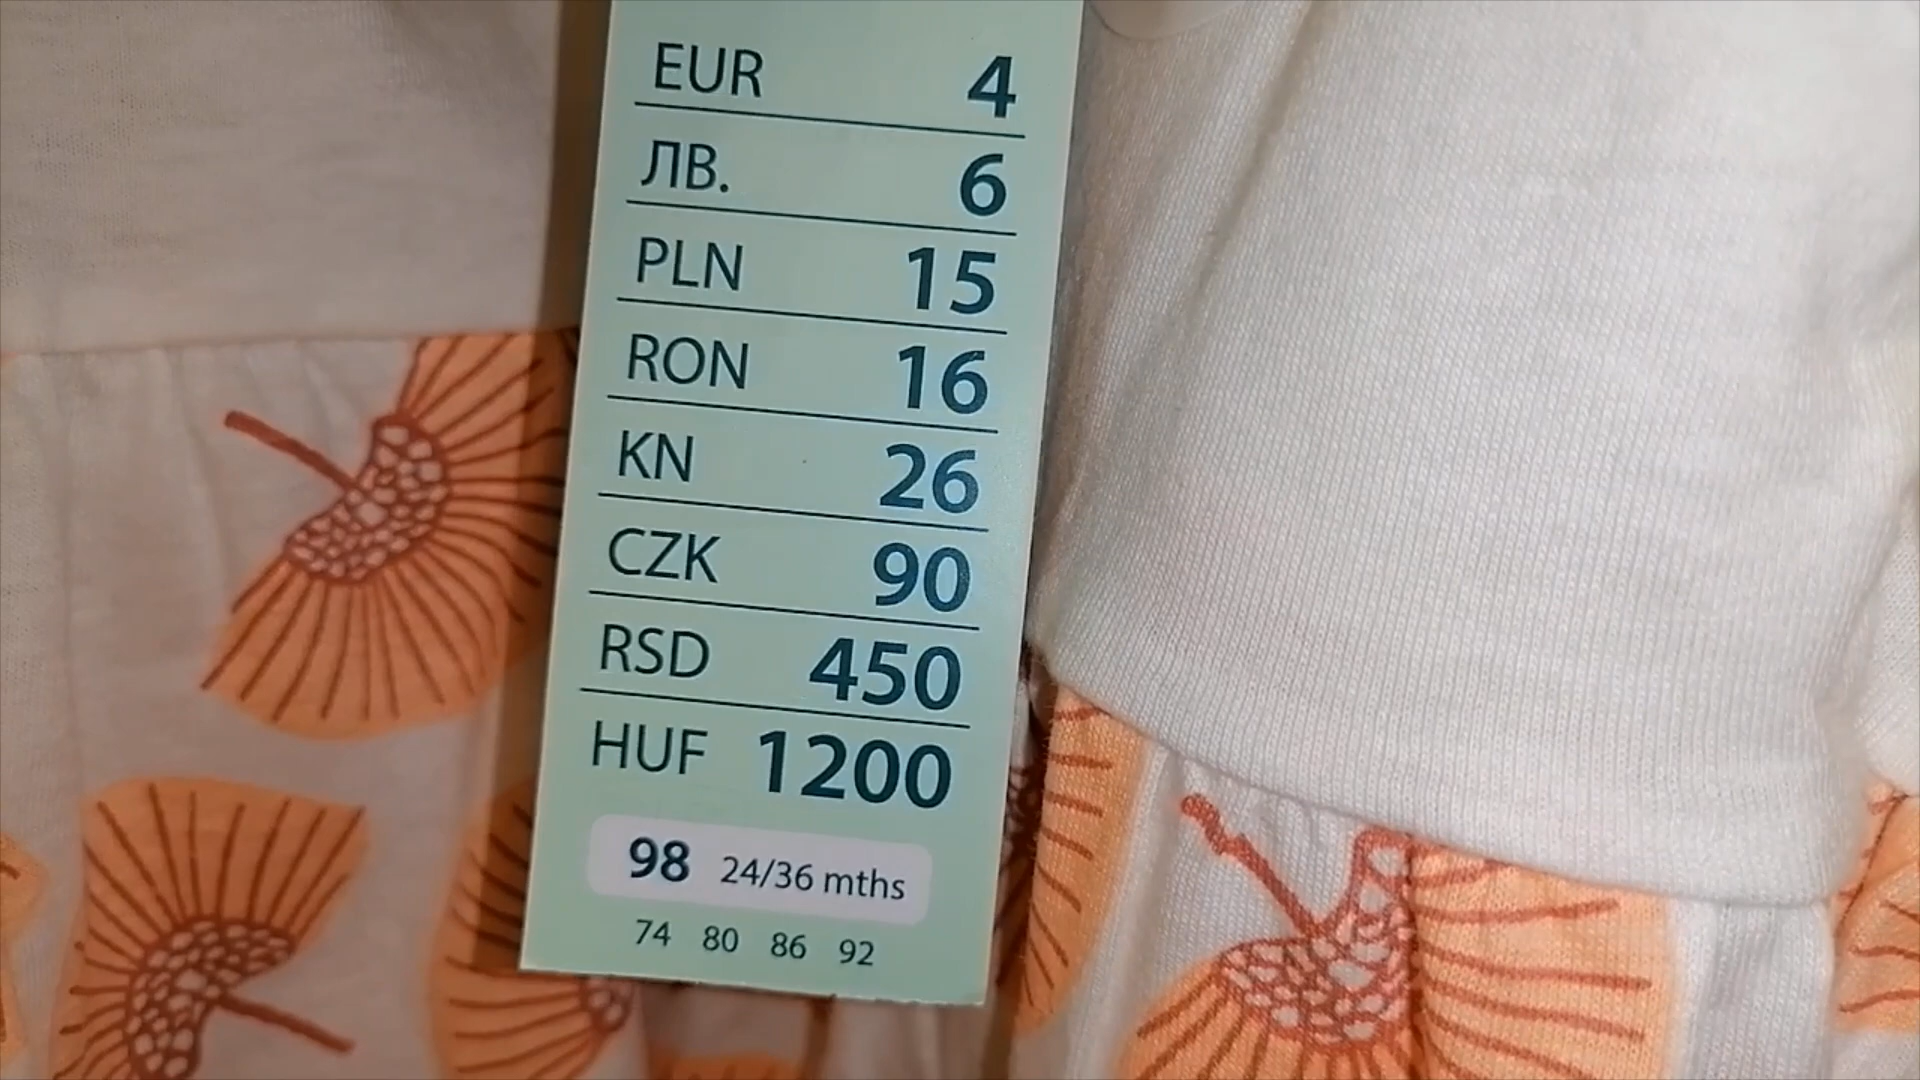 EUR 4
ЛВ. 6
PLN 15
RON 16
KN 26
CZK 90
RSD 450
HUF 1200
98 24/36 mths
74 80 86 92